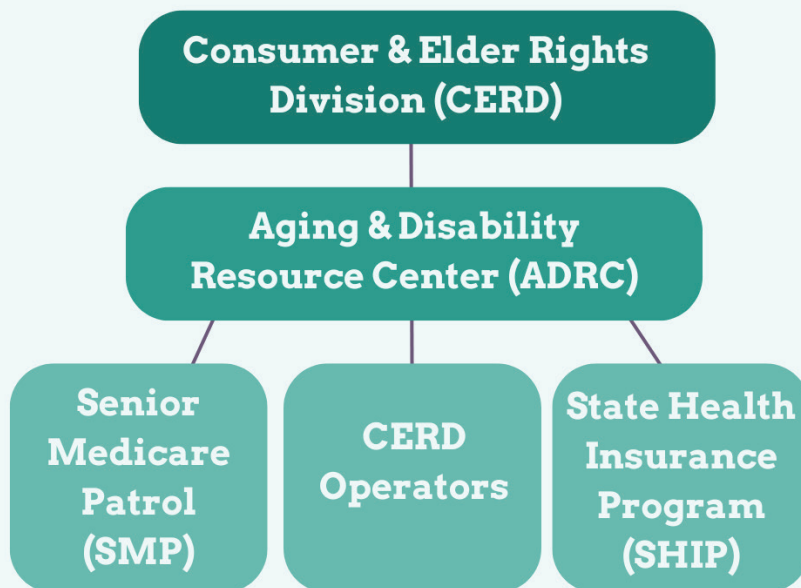 Consumer & Elder Rights
Division (CERD)
Aging & Disability
Resource Center (ADRC)
Senior
Medicare
Patrol
(SMP)
CERD
Operators
State Health
Insurance
Program
(SHIP)